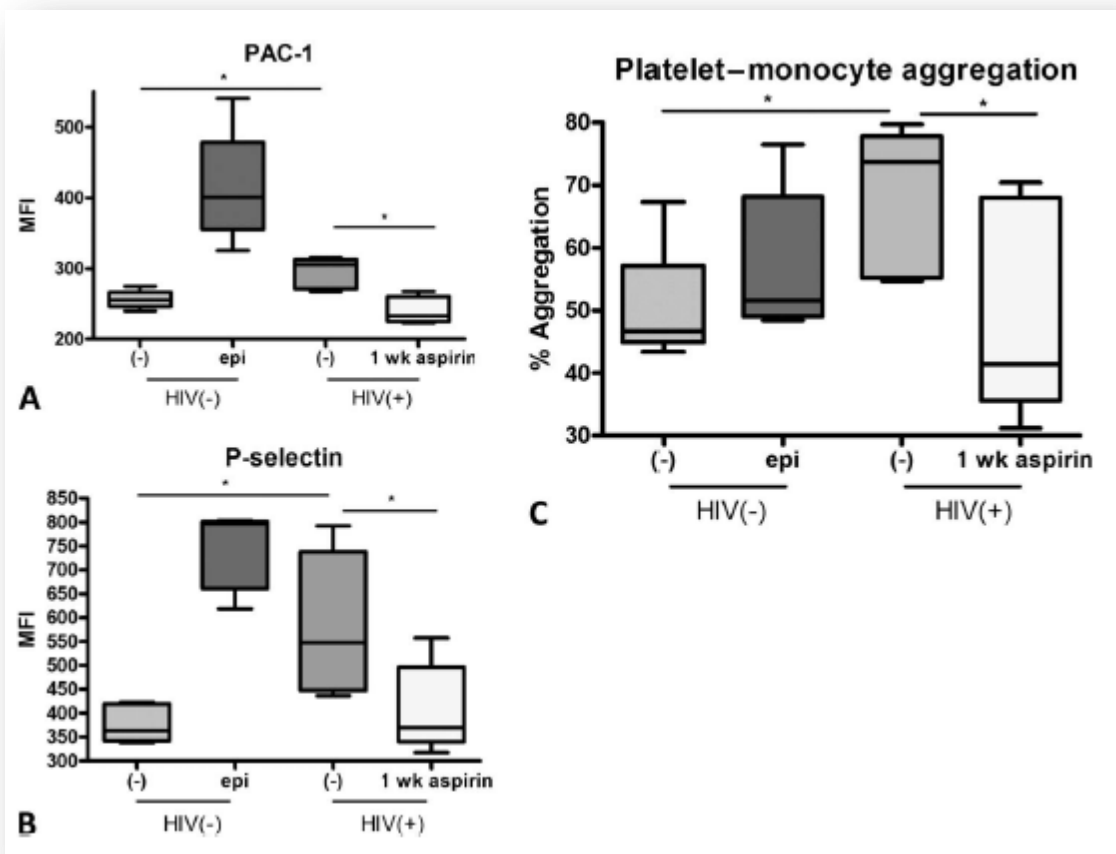 PAC-1
*
*
500
400
300
200
MFI
(-) epi (-) 1 wk aspirin
HIV(-) HIV(+)
A
P-selectin
*
*
850
800
750
700
650
600
550
500
450
400
350
300
MFI
(-) epi (-) 1 wk aspirin
HIV(-) HIV(+)
B
Platelet–monocyte aggregation
*
*
80
70
60
50
40
30
% Aggregation
(-) epi (-) 1 wk aspirin
HIV(-) HIV(+)
C